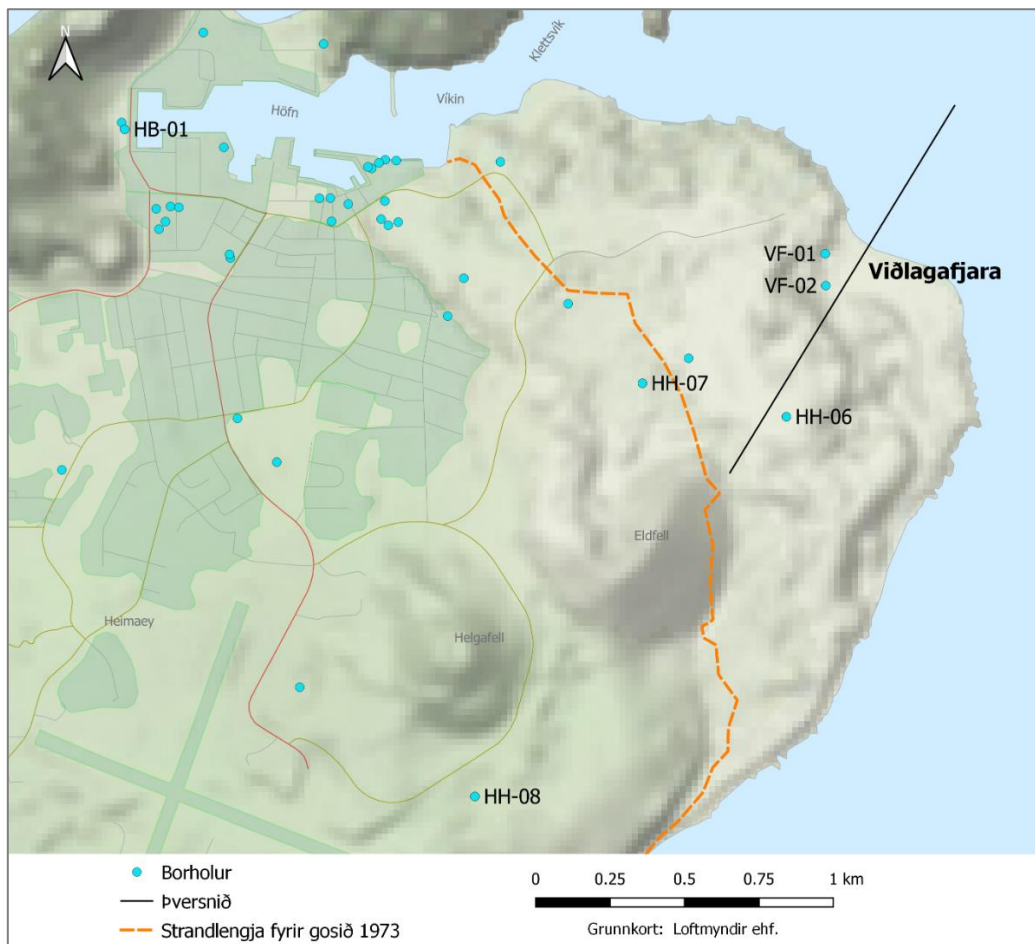 N
Klettsvík
Víkin
Höfn
HB-01
VF-01
Viðlagafjara
VF-02
HH-07
HH-06
Eldfell
Heimaey
Helgafell
HH-08
Borholur
Þversnið
Strandlengja fyrir gosið 1973
0 0.25 0.5 0.75 1 km
Grunnkort: Loftmyndir ehf.